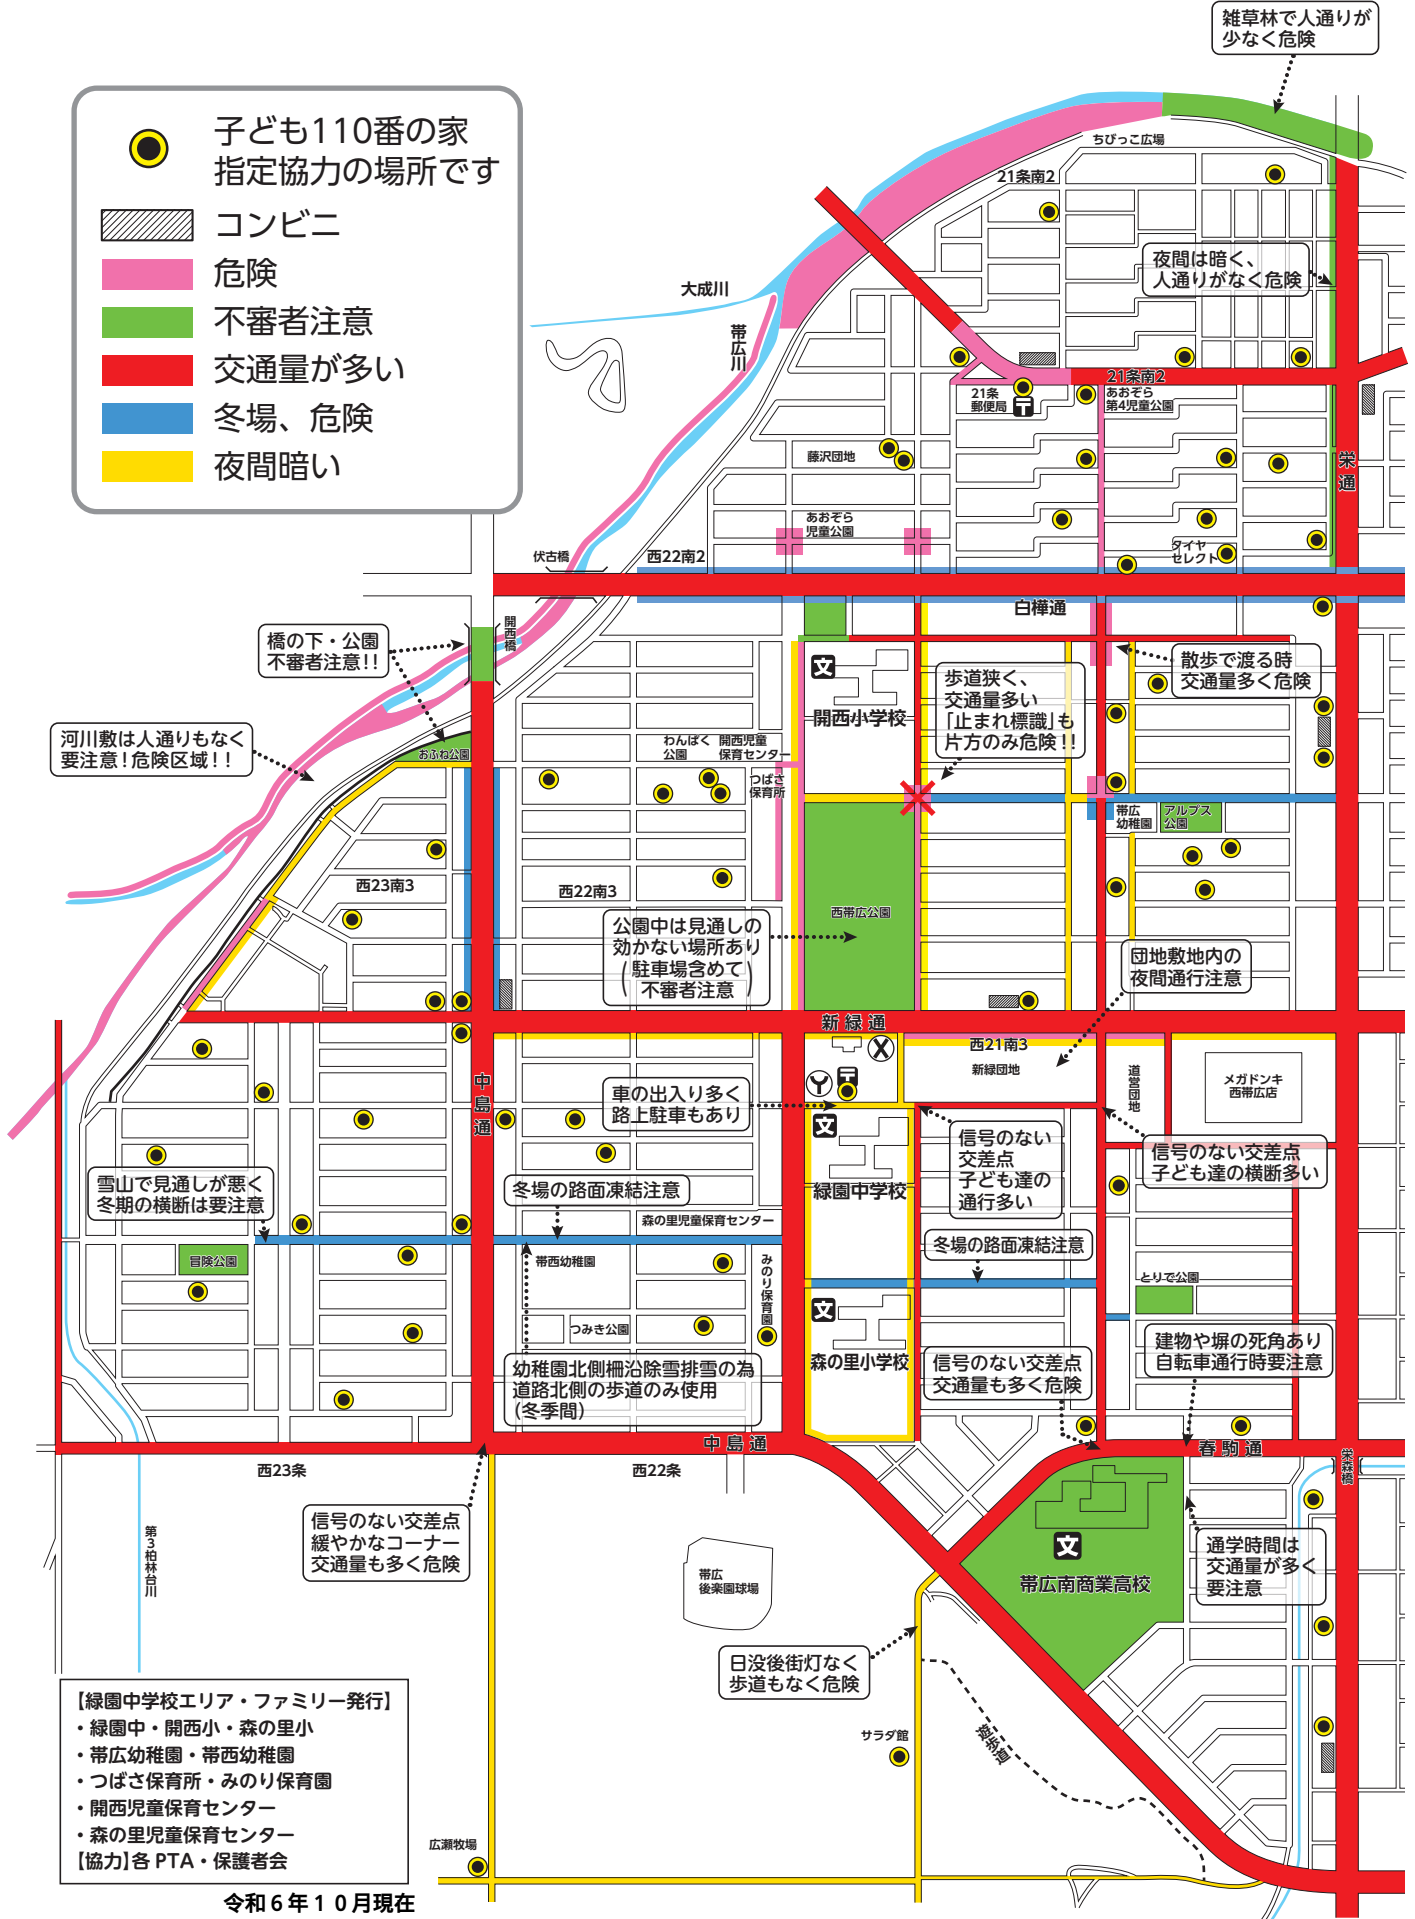 雑草林で人通りが
少なく危険
子ども110番の家
指定協力の場所です
コンビニ
危険
不審者注意
交通量が多い
冬場、危険
夜間暗い
ちびっこ広場
21条南2
夜間は暗く、
人通りがなく危険
大成川
帯広川
21条南2
21条
郵便局
あおぞら
第4児童公園
藤沢団地
栄通
あおぞら
児童公園
伏古橋
西22南2
タイヤ
セレクト
白樺通
開西橋
橋の下・公園
不審者注意!!
散歩で渡る時
交通量多く危険
文
開西小学校
歩道狭く、
交通量多い
「止まれ標識」も
片方のみ危険!!
河川敷は人通りもなく
要注意!危険区域!!
おふね公園
わんぱく
公園
開西児童
保育センター
つばさ
保育所
帯広
幼稚園
アルプス
公園
西23南3
西22南3
西帯広公園
公園中は見通しの
効かない場所あり
(駐車場含めて)
不審者注意
団地敷地内の
夜間通行注意
新緑通
西21南3
新緑団地
道営団地
メガドンキ
西帯広店
中島通
車の出入り多く
路上駐車もあり
文
緑園中学校
信号のない
交差点
子ども達の
通行多い
信号のない交差点
子ども達の横断多い
雪山で見通しが悪く
冬期の横断は要注意
冬場の路面凍結注意
森の里児童保育センター
冬場の路面凍結注意
冒険公園
帯西幼稚園
みのり保育園
とりで公園
文
森の里小学校
つみき公園
幼稚園北側柵沿除雪排雪の為
道路北側の歩道のみ使用
(冬季間)
信号のない交差点
交通量も多く危険
建物や塀の死角あり
自転車通行時要注意
中島通
春駒通
栄森橋
西23条
西22条
信号のない交差点
緩やかなコーナー
交通量も多く危険
第3柏林台川
帯広
後楽園球場
文
帯広南商業高校
通学時間は
交通量が多く
要注意
日没後街灯なく
歩道もなく危険
サラダ館
遊歩道
広瀬牧場
【緑園中学校エリア・ファミリー発行】
・緑園中・開西小・森の里小
・帯広幼稚園・帯西幼稚園
・つばさ保育所・みのり保育園
・開西児童保育センター
・森の里児童保育センター
【協力】各 PTA・保護者会
令和6年10月現在